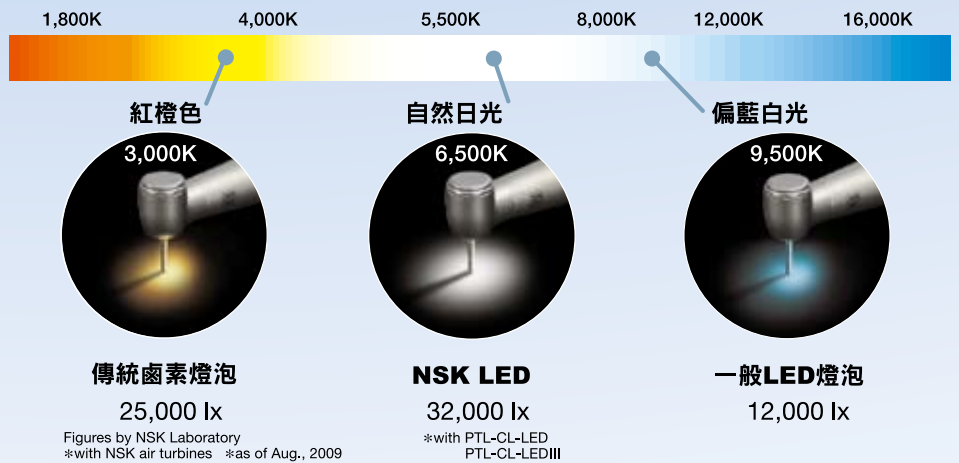 1,800K 4,000K 5,500K 8,000K 12,000K 16,000K
紅橙色 自然日光 偏藍白光
3,000K 6,500K 9,500K
傳統鹵素燈泡 NSK LED 一般LED燈泡
25,000 lx 32,000 lx 12,000 lx
Figures by NSK Laboratory ＊with PTL-CL-LED
＊with NSK air turbines ＊as of Aug., 2009 PTL-CL-LEDIII